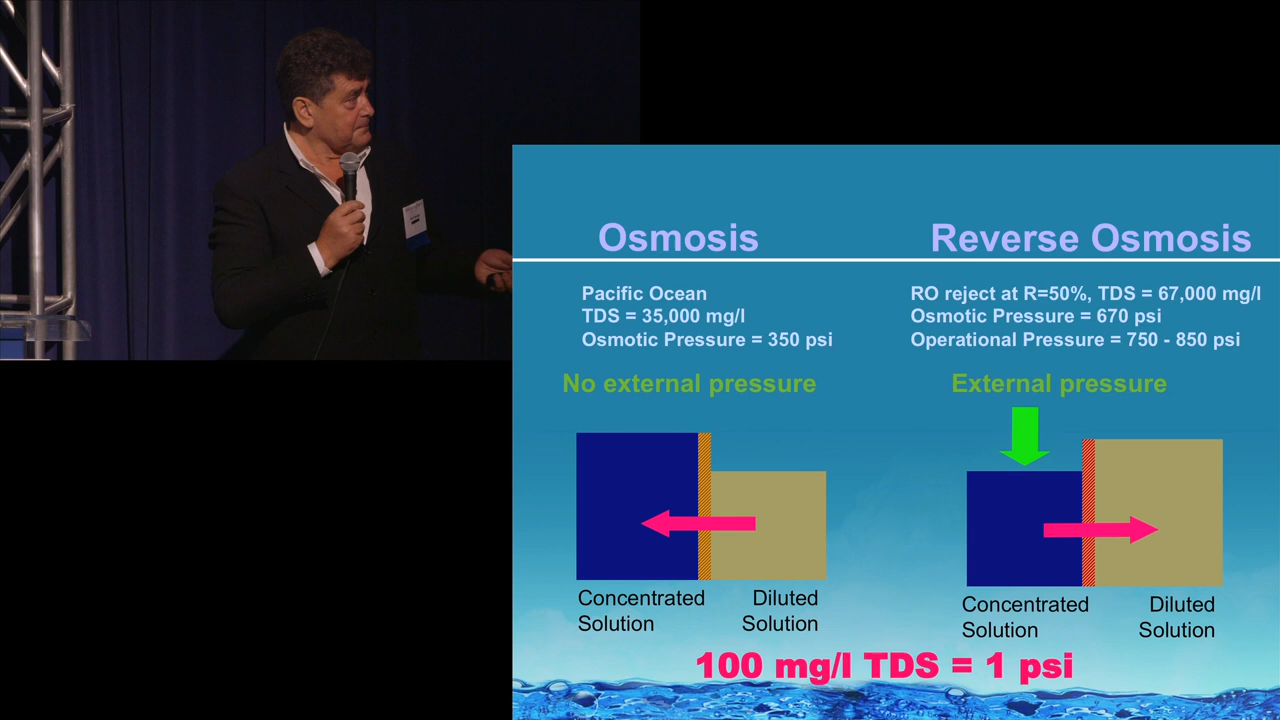 Osmosis
Pacific Ocean
TDS = 35,000 mg/l
Osmotic Pressure = 350 psi
No external pressure
Concentrated
Solution
Diluted
Solution
Reverse Osmosis
RO reject at R=50%, TDS = 67,000 mg/l
Osmotic Pressure = 670 psi
Operational Pressure = 750 - 850 psi
External pressure
Concentrated
Solution
Diluted
Solution
100 mg/l TDS = 1 psi